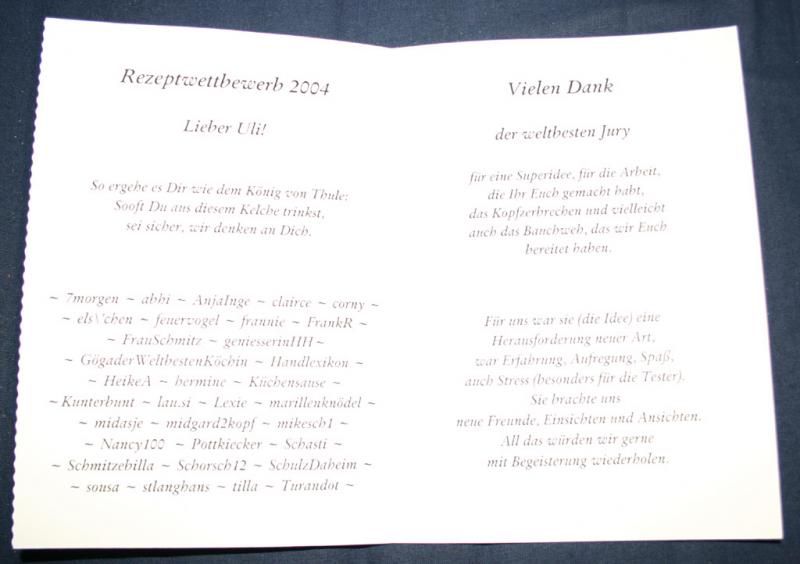 Rezeptwettbewerb 2004
Lieber Uli!
So ergehe es Dir wie dem König von Thule:
Sooft Du aus diesem Kelche trinkst,
sei sicher, wir denken an Dich.
~ 7morgen ~ abbi ~ AnjaInge ~ clairce ~ corny ~
~ els\'chen ~ feuervogel ~ frannie ~ FrankR ~
~ FrauSchmitz ~ geniesserinHH~
~ GögaderWeltbestenKöchin ~ Handlexikon ~
~ HeikeA ~ hermine ~ Küchensause ~
~Kunterbunt ~ lau.si ~ Lexie ~ marillenknödel ~
~ midasje ~ midgard2kopf ~ mikesch1 ~
~ Nancy100 ~ Pottkiecker ~ Schasti ~
~ Schmitzebilla ~ Schorsch12 ~ SchulzDaheim ~
~ sousa ~ stlanghans ~ tilla ~ Turandot ~
Vielen Dank
der weltbesten Jury
für eine Superidee, für die Arbeit,
die Ihr Euch gemacht habt,
das Kopfzerbrechen und vielleicht
auch das Bauchweh, das wir Euch
bereitet haben.
Für uns war sie (die Idee) eine
Herausforderung neuer Art,
war Erfahrung, Aufregung, Spaß,
auch Stress (besonders für die Tester).
Sie brachte uns
neue Freunde, Einsichten und Ansichten.
All das würden wir gerne
mit Begeisterung wiederholen.